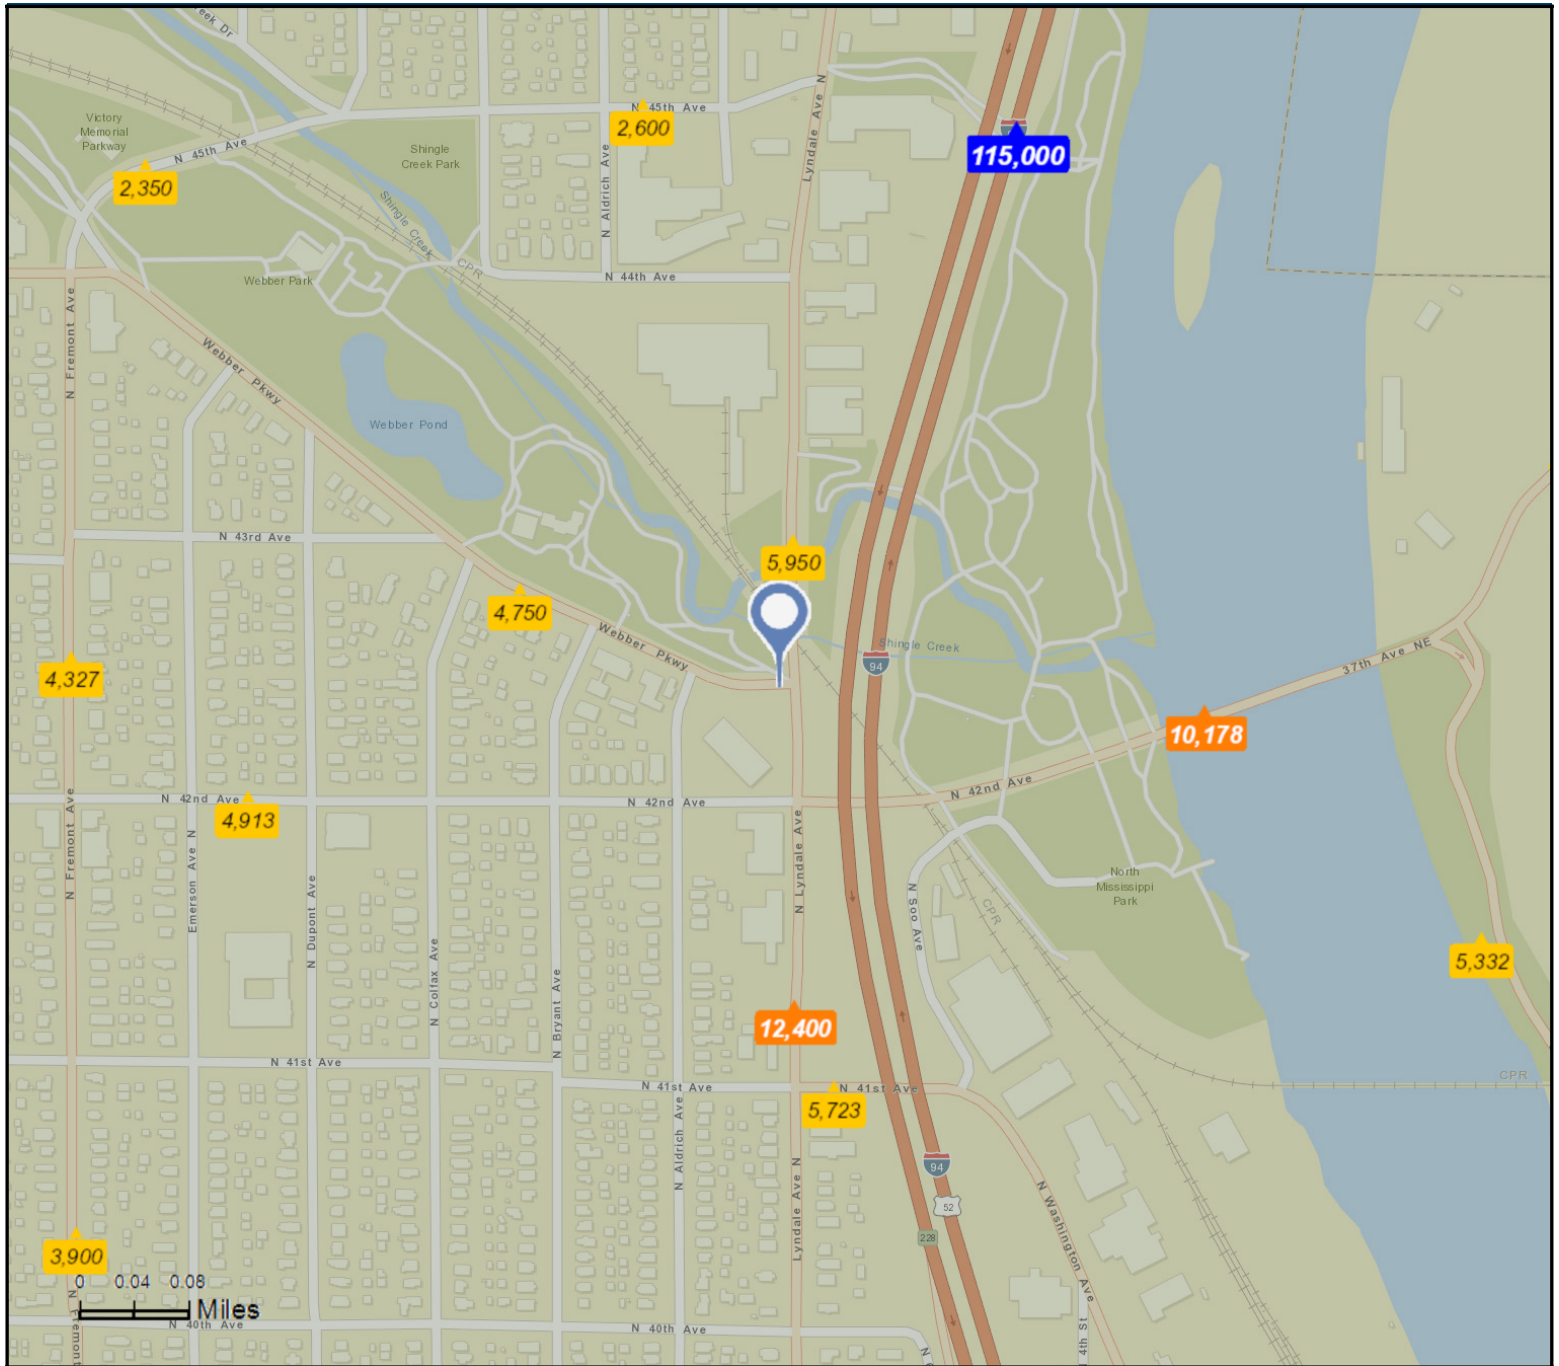 reek Dr
N 45th Ave
2,600
Victory
Memorial
Parkway
N 45th Ave
2,350
Shingle
Creek Park
N Aldrich Ave
Lyndale Ave N
115,000
Shingle Creek
CPR
N 44th Ave
Webber Park
N Fremont Ave
Webber Pkwy
Webber Pond
N 43rd Ave
5,950
4,750
Webber Pkwy
4,327
Shingle Creek
94
37th Ave NE
10,178
N 42nd Ave
N 42nd Ave
4,913
N 42nd Ave
N Fremont Ave
Emerson Ave N
N Dupont Ave
N Colfax Ave
N Bryant Ave
N Lyndale Ave
N Soo Ave
CPR
North
Mississippi
Park
5,332
12,400
N 41st Ave
N 41st Ave
N 41st Ave
5,723
CPR
N Aldrich Ave
Lyndale Ave N
94
52
228
N Washington Ave
3,900
0 0.04 0.08
Miles
N Fremont
N 40th Ave
N 40th Ave
4th St